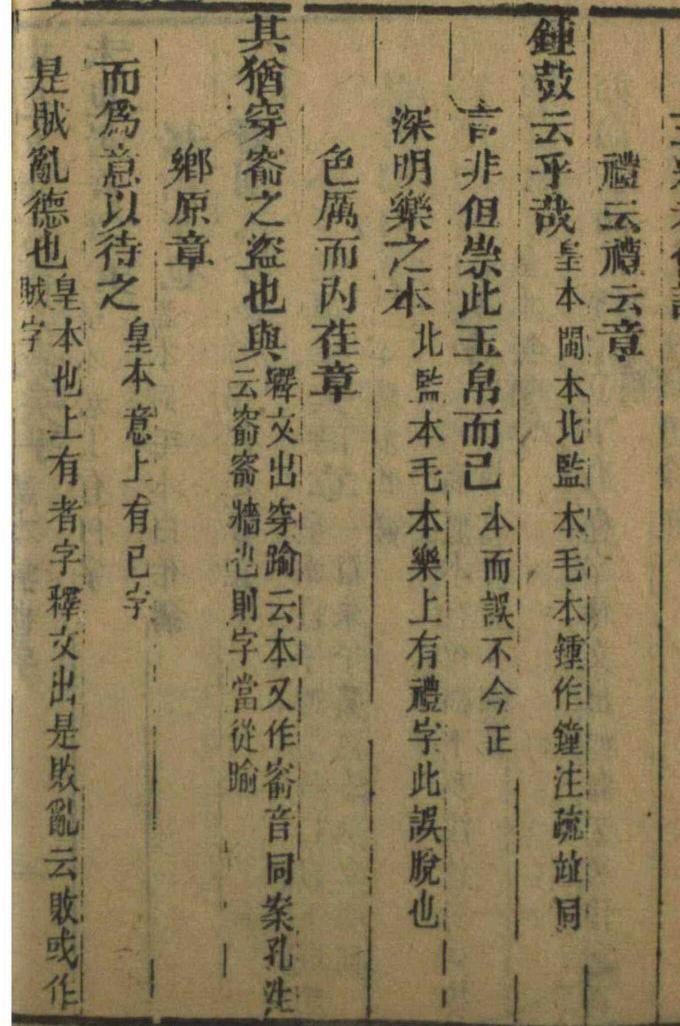 禮云禮云章
鍾鼓云乎哉皇本閩本北監本毛本鍾作鐘注疏竝同
言非但崇此玉帛而已本而誤不今正
深明樂之本北監本毛本樂上有禮字此誤脫也
色厲而內荏章
其猶穿窬之盜也與釋文出穿踰云本又作窬音同案孔注
云窬窬牆也則字當從踰
鄉原章
而爲意以待之皇本意上有已字
是賊亂德也皇本也上有者字釋文出是敗亂云敗或作
賊字